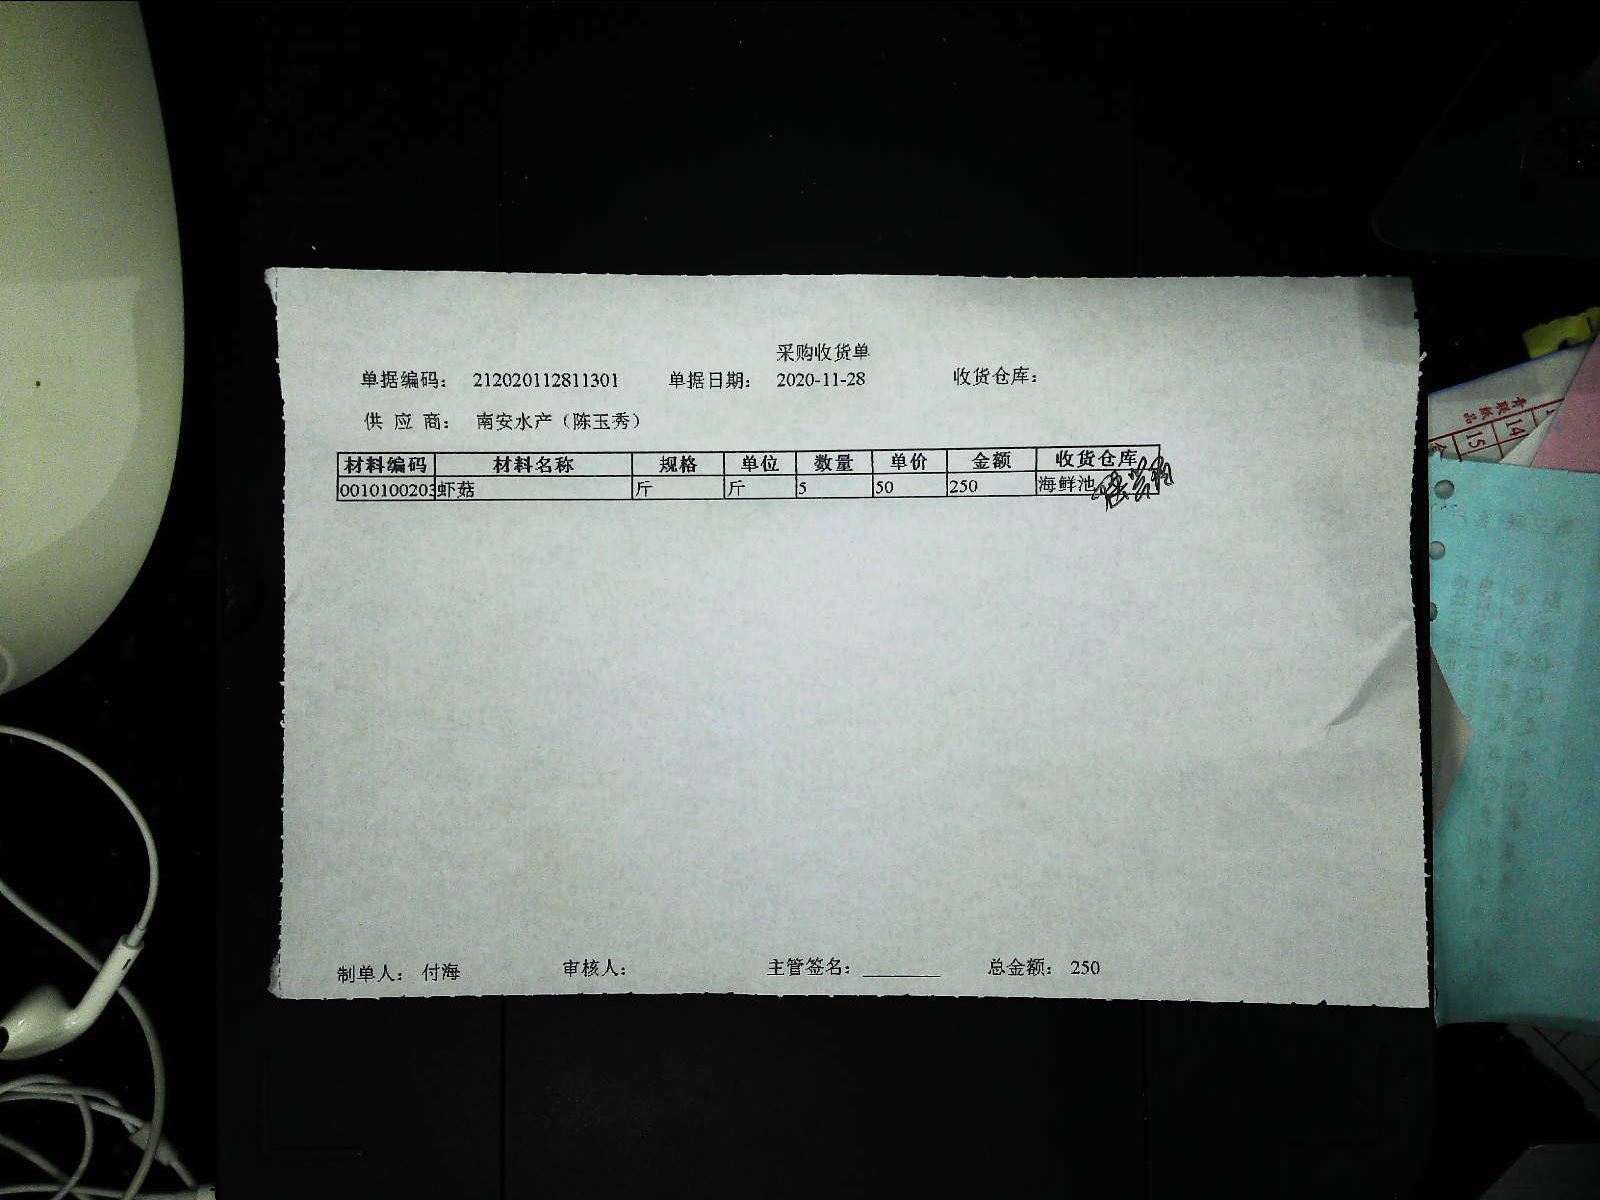 采购收货单
单据编码： 212020112811301 单据日期： 2020-11-28 收货仓库：
供 应 商： 南安水产（陈玉秀）
材料编码 材料名称 规格 单位 数量 单价 金额 收货仓库
0010100203 虾菇 斤 斤 5 50 250 海鲜池
制单人： 付海 审核人： 主管签名：________ 总金额： 250
15
14